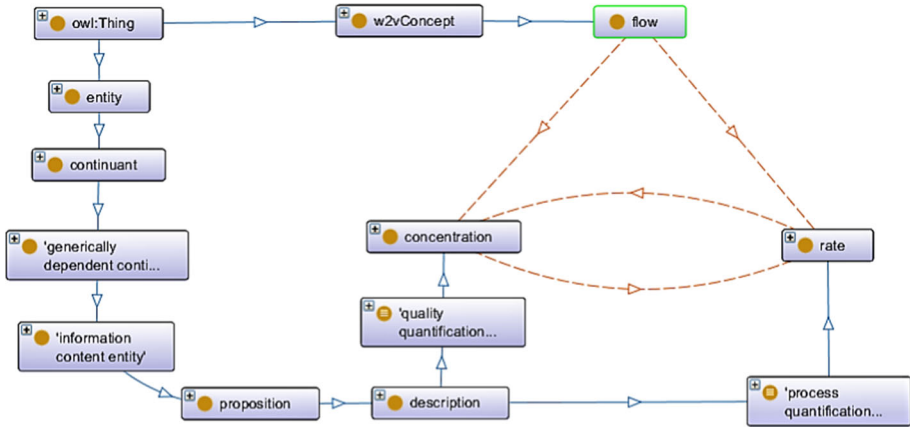 owl:Thing
w2vConcept
flow
entity
continuant
'generically
dependent conti...
concentration
rate
'quality
quantification...
'information
content entity'
proposition
description
'process
quantification...